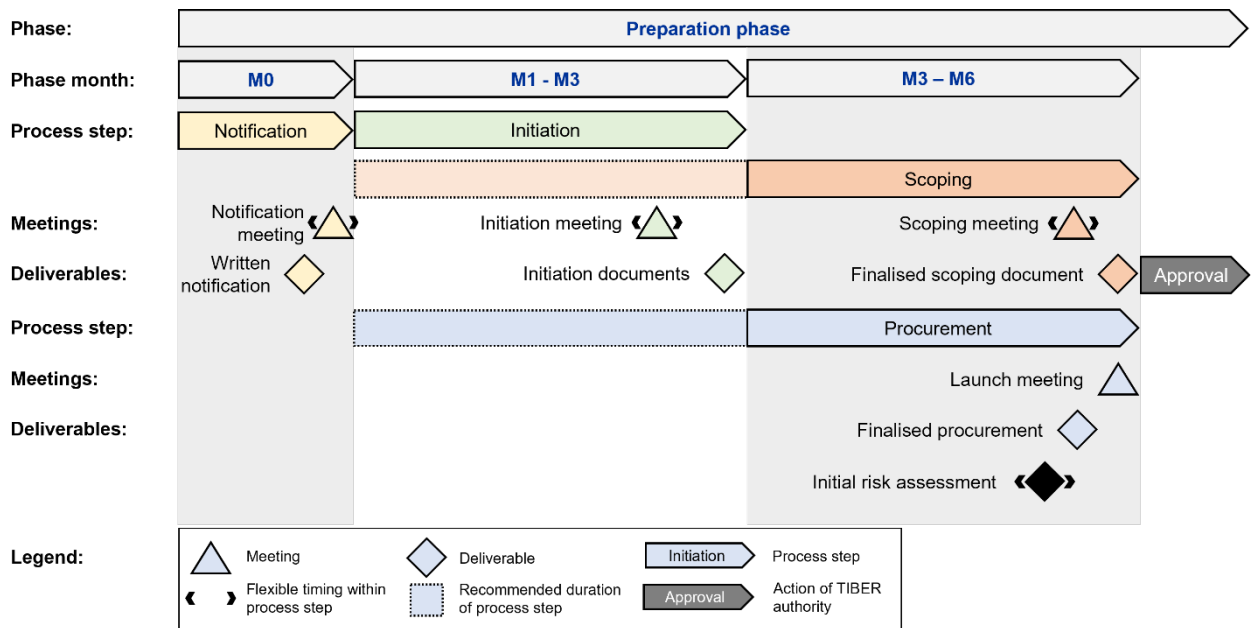 Phase:
Preparation phase
Phase month:
M0
M1 - M3
M3 – M6
Process step:
Notification
Initiation
Scoping
Meetings:
Notification
meeting
Initiation meeting
Scoping meeting
Deliverables:
Written
notification
Initiation documents
Finalised scoping document
Approval
Process step:
Procurement
Meetings:
Launch meeting
Deliverables:
Finalised procurement
Initial risk assessment
Legend:
Meeting
Deliverable
Initiation
Process step
Flexible timing within
process step
Recommended duration
of process step
Approval
Action of TIBER
authority